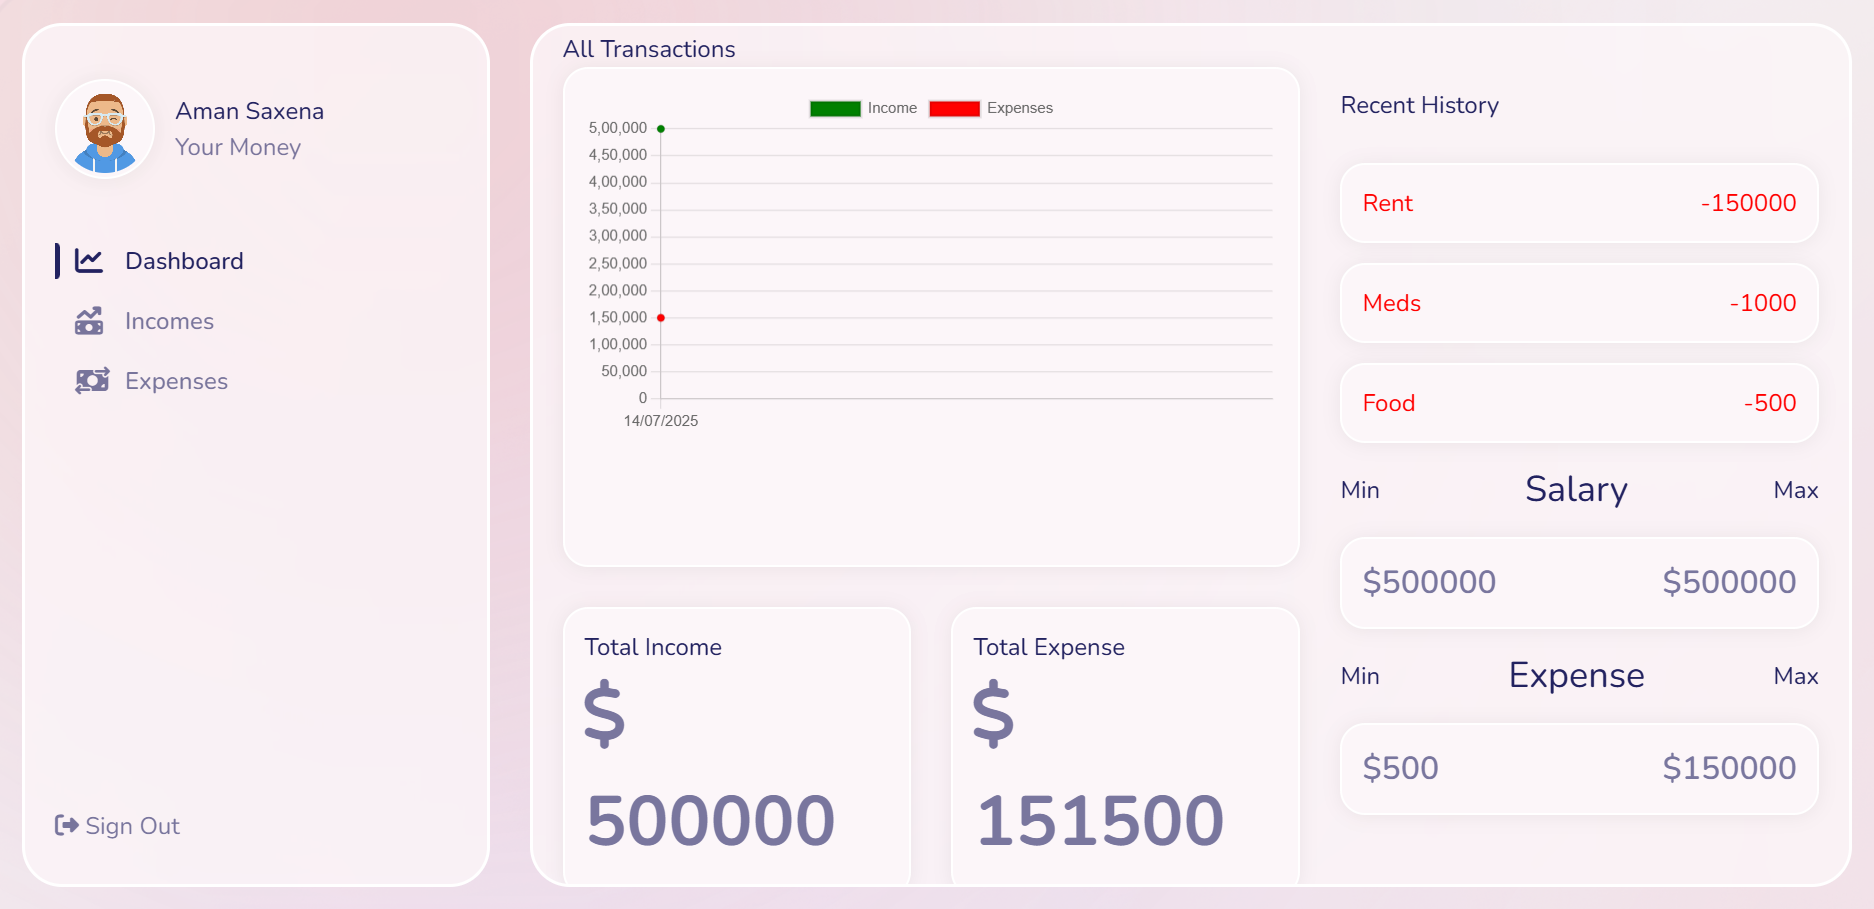 Aman Saxena
Your Money
Dashboard
Incomes
Expenses
Sign Out
All Transactions
Income Expenses
5,00,000
4,50,000
4,00,000
3,50,000
3,00,000
2,50,000
2,00,000
1,50,000
1,00,000
50,000
0
14/07/2025
Total Income
$
500000
Total Expense
$
151500
Recent History
Rent -150000
Meds -1000
Food -500
Min Salary Max
$500000 $500000
Min Expense Max
$500 $150000